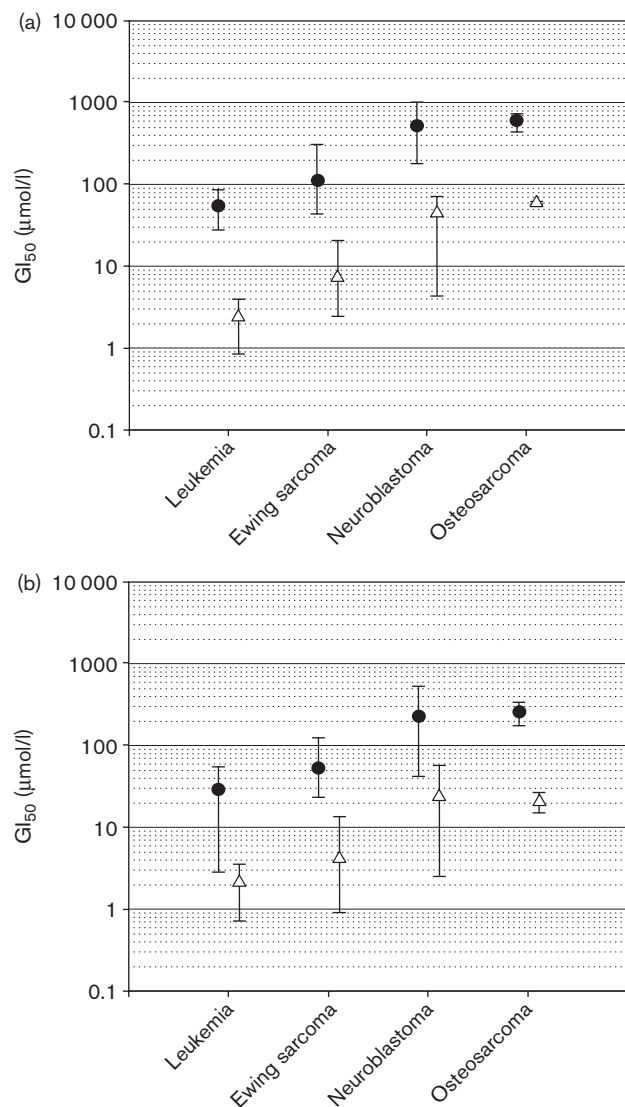 (a)
10 000
1000
100
10
1
0.1
GI50 (μmol/l)
Leukemia
Ewing sarcoma
Neuroblastoma
Osteosarcoma
(b)
10 000
1000
100
10
1
0.1
GI50 (μmol/l)
Leukemia
Ewing sarcoma
Neuroblastoma
Osteosarcoma